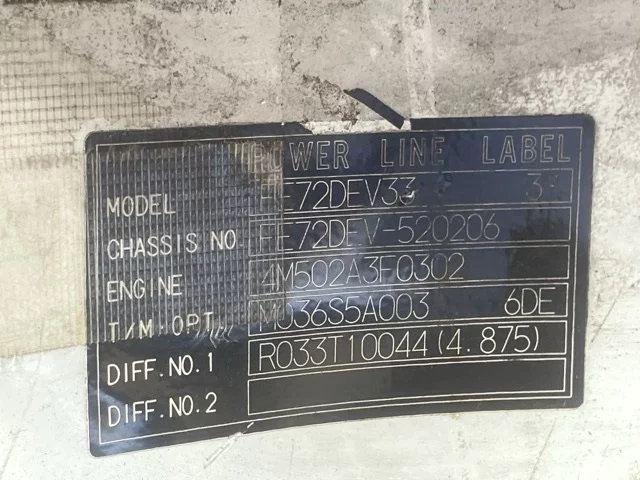 POWER LINE LABEL
MODEL FE72DEV33
CHASSIS NO. FE72DEV-520206
ENGINE 4M502A3F0302
T/M:OPT M036S5A003 6DE
DIFF.NO.1 R033T10044(4.875)
DIFF.NO.2